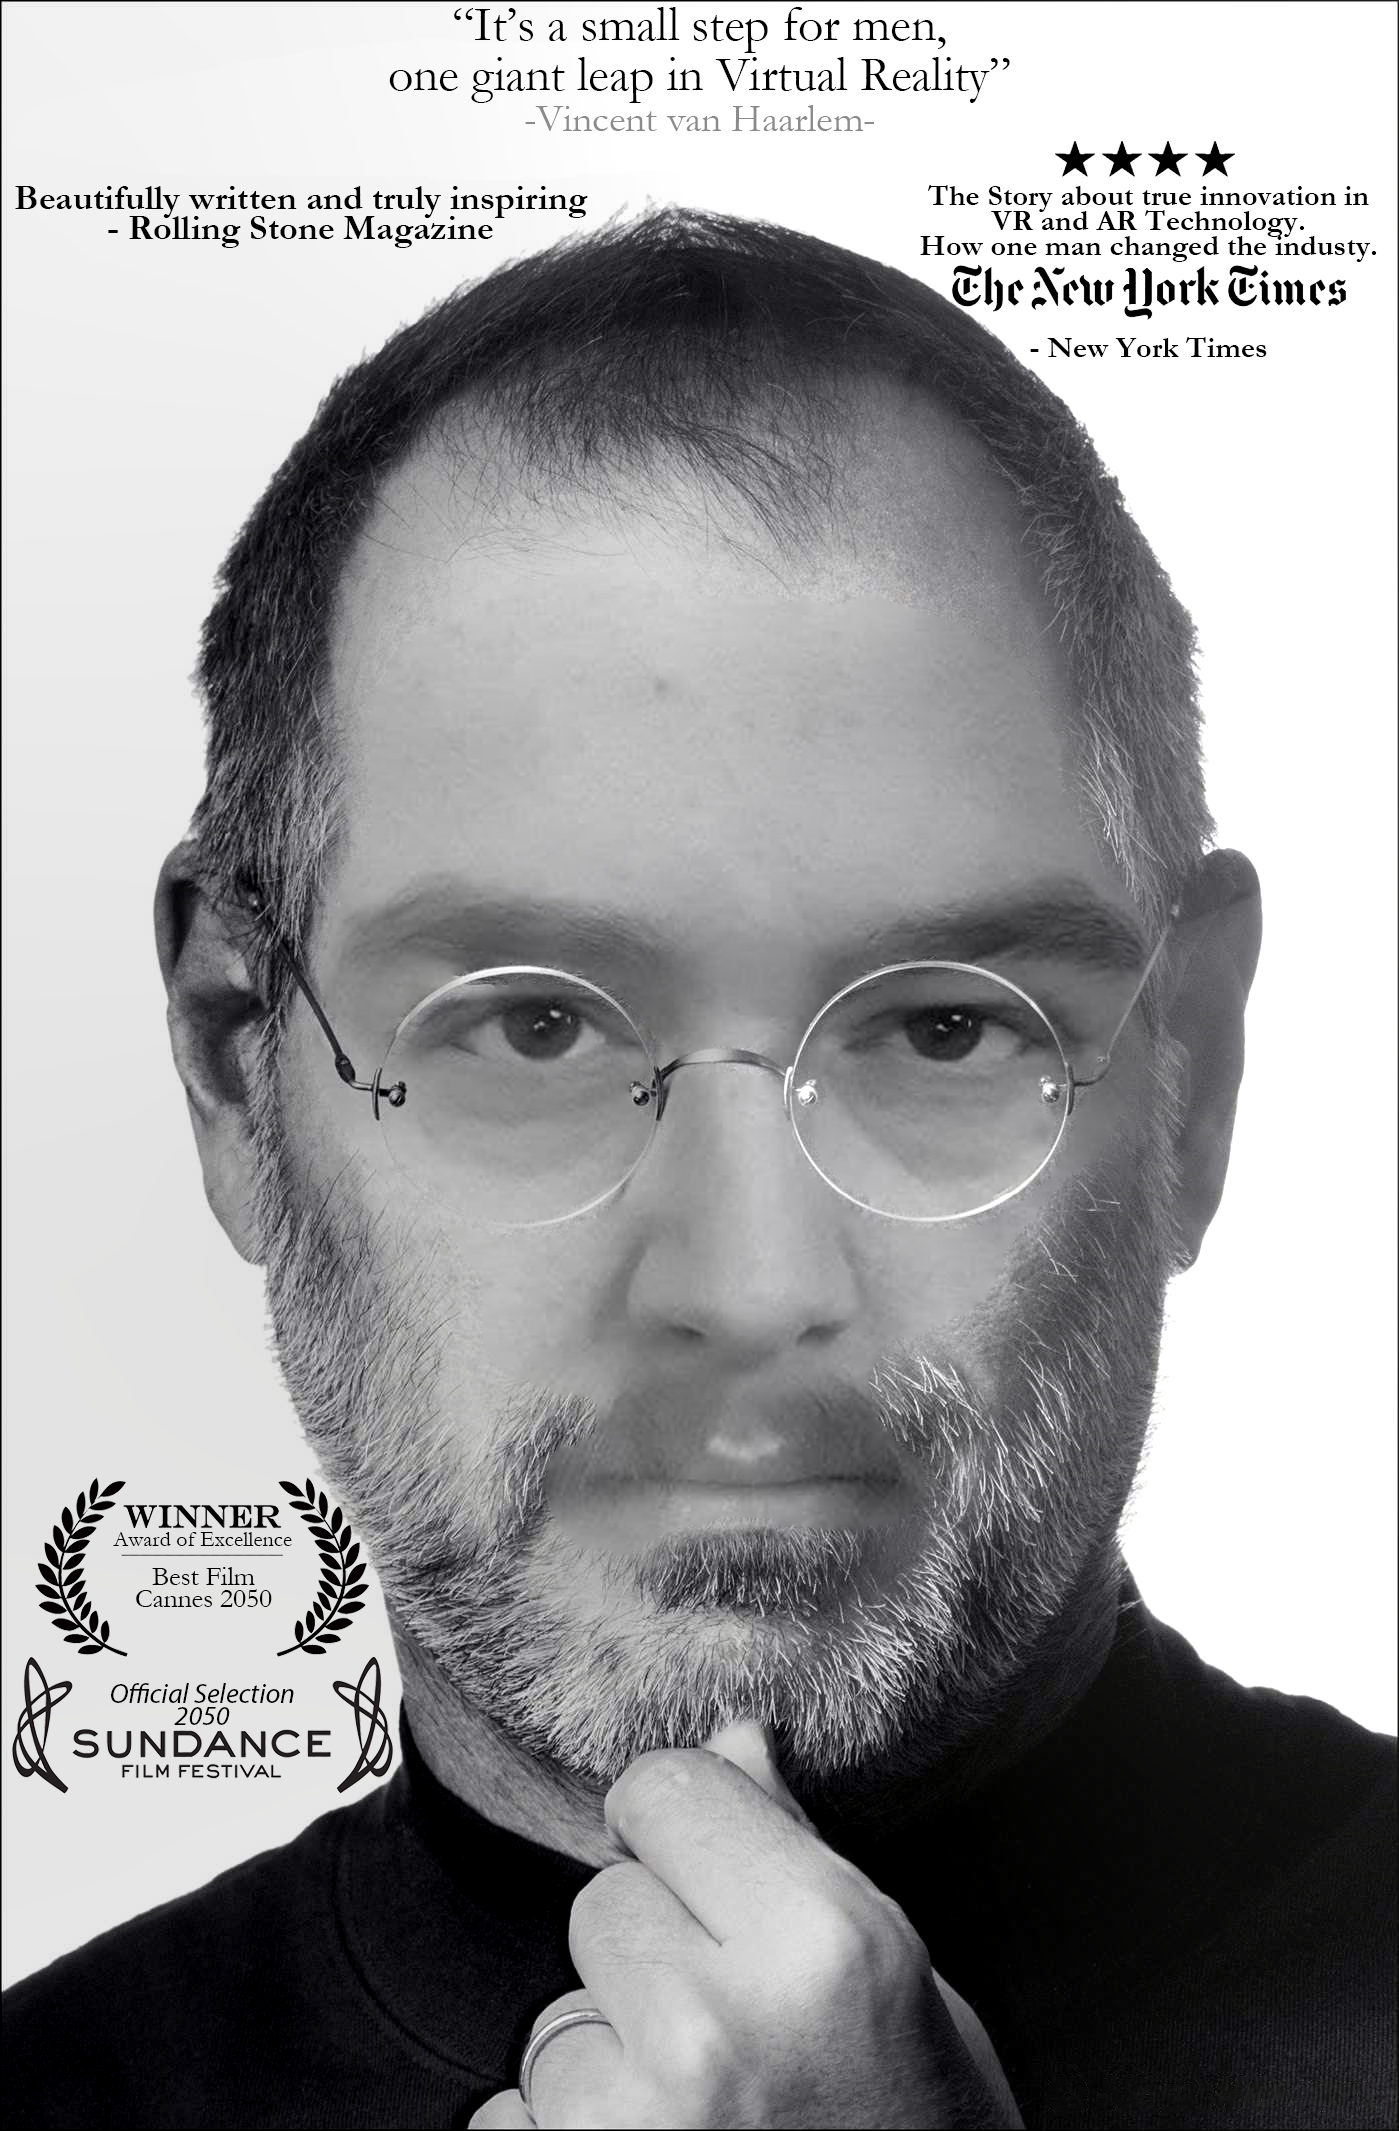 “It’s a small step for men,
one giant leap in Virtual Reality”
-Vincent van Haarlem-
Beautifully written and truly inspiring
- Rolling Stone Magazine
★★★★
The Story about true innovation in
VR and AR Technology.
How one man changed the industy.
The New York Times
- New York Times
WINNER
Award of Excellence
Best Film
Cannes 2050
Official Selection
2050
SUNDANCE
FILM FESTIVAL